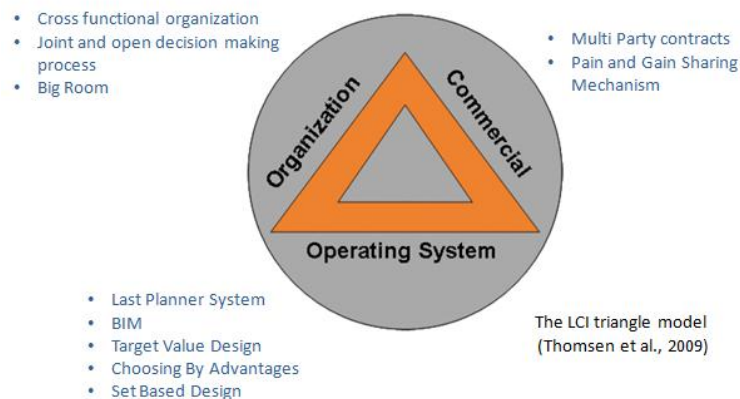 • Cross functional organization
• Joint and open decision making
process
• Big Room
• Multi Party contracts
• Pain and Gain Sharing
Mechanism
Organization
Commercial
Operating System
• Last Planner System
• BIM
• Target Value Design
• Choosing By Advantages
• Set Based Design
The LCI triangle model
(Thomsen et al., 2009)